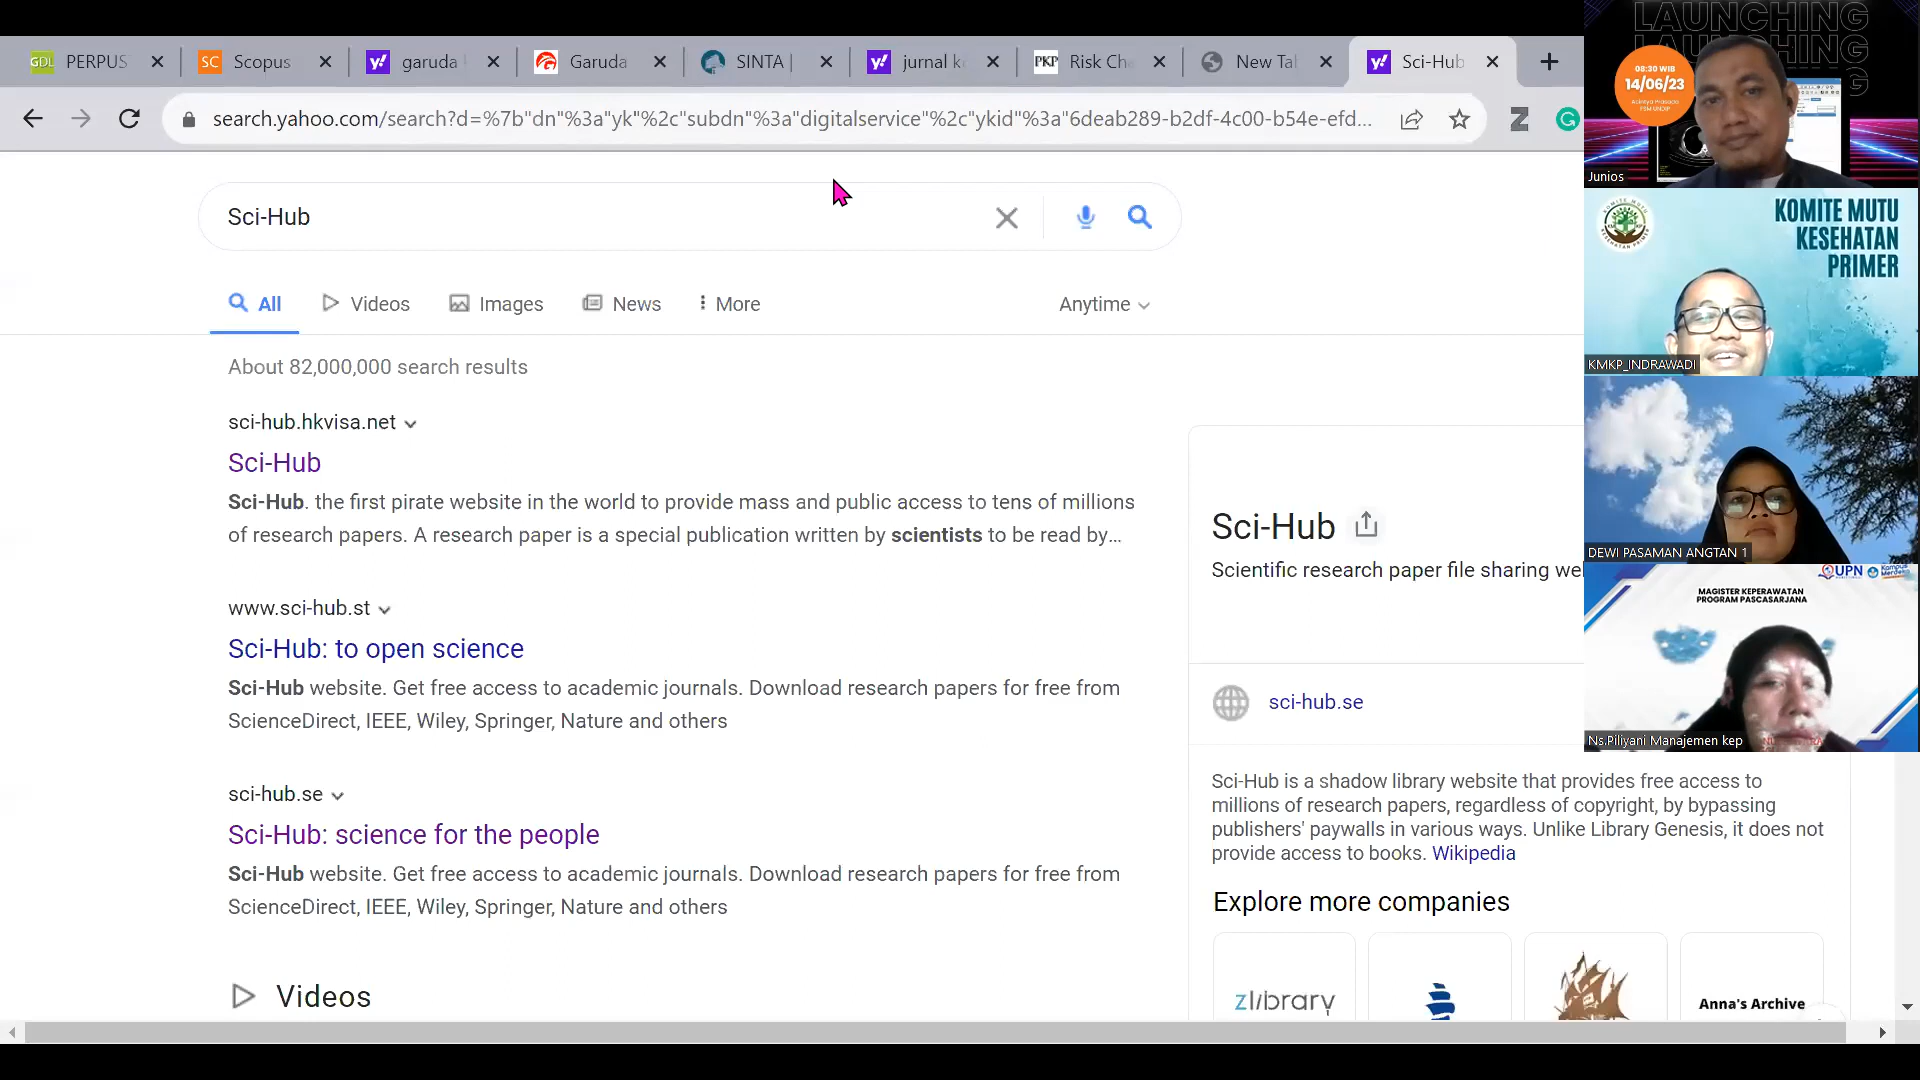 PERPUS
Scopus
garuda
Garuda
SINTA |
jurnal k
Risk Ch
New Ta
Sci-Hub
search.yahoo.com/search?d=%7b"dn"%3a"yk"%2c"subdn"%3a"digitalservice"%2c"ykid"%3a"6deab289-b2df-4c00-b54e-efd...
Sci-Hub
All
Videos
Images
News
More
Anytime
About 82,000,000 search results
sci-hub.hkvisa.net
Sci-Hub
Sci-Hub. the first pirate website in the world to provide mass and public access to tens of millions
of research papers. A research paper is a special publication written by scientists to be read by...
www.sci-hub.st
Sci-Hub: to open science
Sci-Hub website. Get free access to academic journals. Download research papers for free from
ScienceDirect, IEEE, Wiley, Springer, Nature and others
sci-hub.se
Sci-Hub: science for the people
Sci-Hub website. Get free access to academic journals. Download research papers for free from
ScienceDirect, IEEE, Wiley, Springer, Nature and others
Videos
Sci-Hub
Scientific research paper file sharing we
sci-hub.se
Sci-Hub is a shadow library website that provides free access to
millions of research papers, regardless of copyright, by bypassing
publishers' paywalls in various ways. Unlike Library Genesis, it does not
provide access to books. Wikipedia
Explore more companies
zlibrary
Anna's Archive
LAUNCHING
08:30 WIB
14/06/23
Junios
KOMITE MUTU
KESEHATAN
PRIMER
KMKP_INDRAWADI
DEWI PASAMAN ANGTAN 1
UPN
Kampus
Merdeka
MAGISTER KEPERAWATAN
PROGRAM PASCASARJANA
Ns.Piliyani Manajemen kep